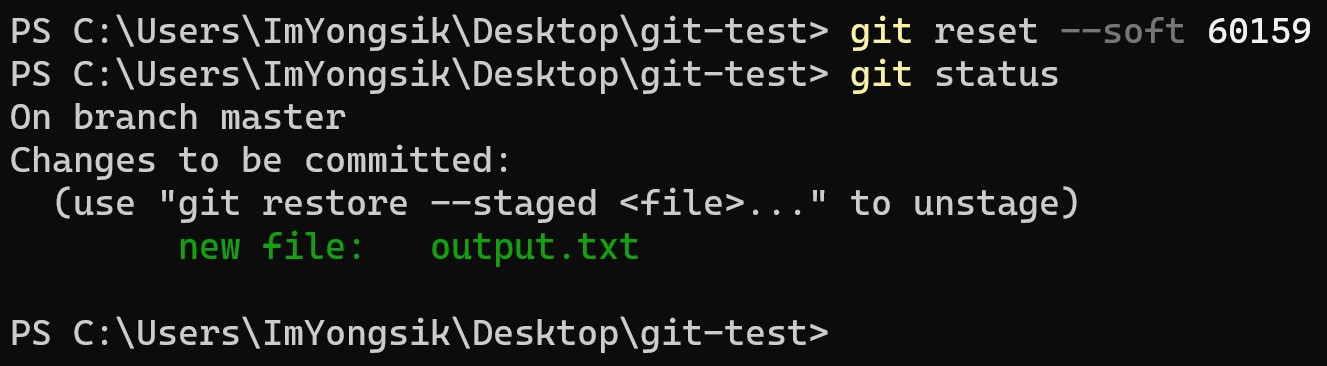 PS C:\Users\ImYongsik\Desktop\git-test> git reset --soft 60159
PS C:\Users\ImYongsik\Desktop\git-test> git status
On branch master
Changes to be committed:
  (use "git restore --staged <file>..." to unstage)
        new file:   output.txt

PS C:\Users\ImYongsik\Desktop\git-test>